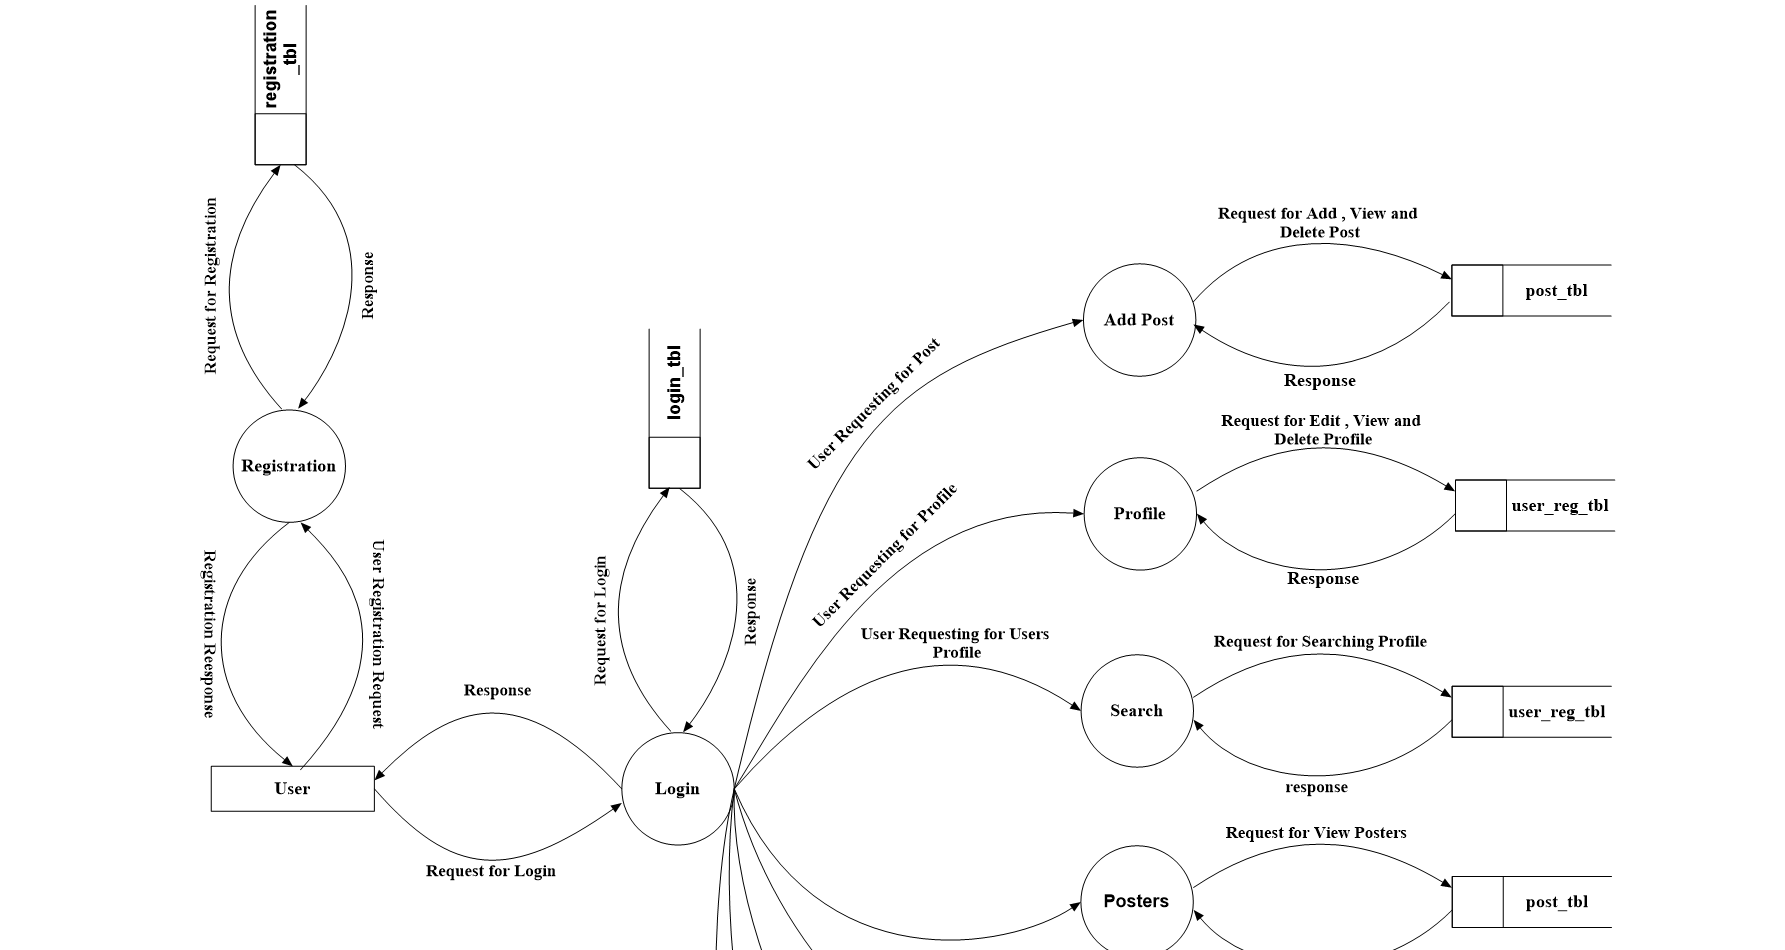 registration
_tbl
Request for Registration
Response
Registration
Registration Reesponse
User Registration Request
User
Response
Request for Login
login_tbl
Request for Login
Response
Login
User Requesting for Post
User Requesting for Profile
User Requesting for Users
Profile
Request for Add , View and
Delete Post
Add Post
post_tbl
Response
Request for Edit , View and
Delete Profile
Profile
user_reg_tbl
Response
Request for Searching Profile
Search
user_reg_tbl
response
Request for View Posters
Posters
post_tbl